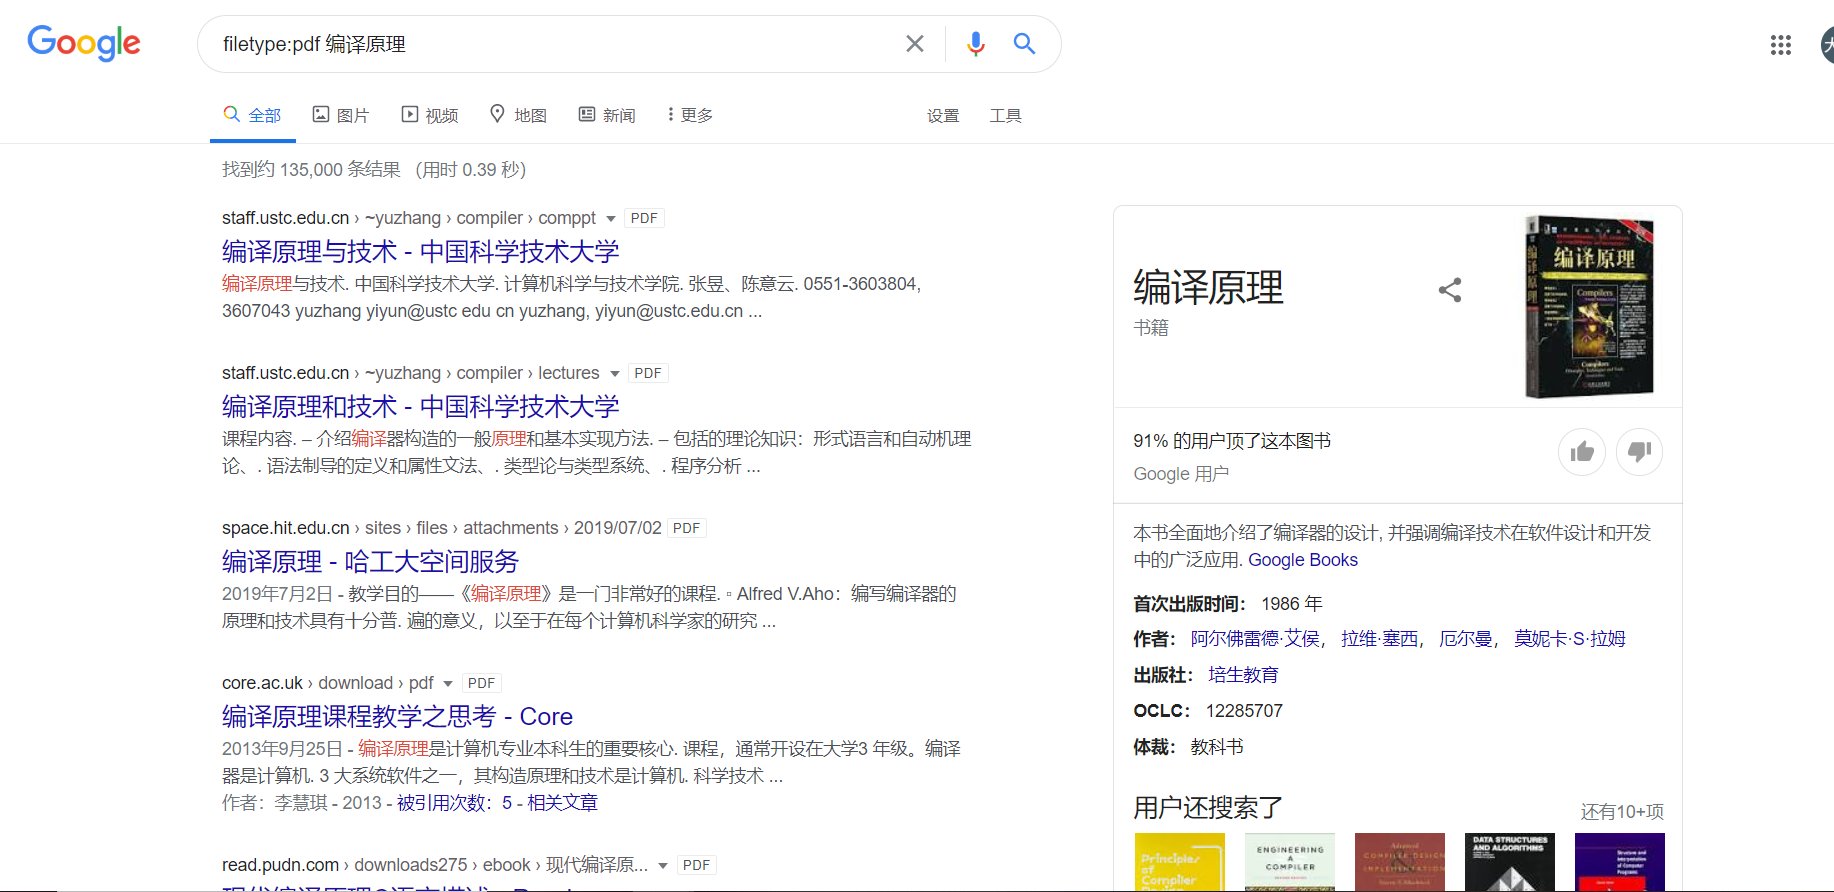 Google
filetype:pdf 编译原理
全部 图片 视频 地图 新闻 更多 设置 工具
找到约 135,000 条结果 （用时 0.39 秒）
staff.ustc.edu.cn › ~yuzhang › compiler › comppt PDF
编译原理与技术 - 中国科学技术大学
编译原理与技术. 中国科学技术大学. 计算机科学与技术学院. 张昱、陈意云. 0551-3603804,
3607043 yuzhang yiyun@ustc edu cn yuzhang, yiyun@ustc.edu.cn ...
staff.ustc.edu.cn › ~yuzhang › compiler › lectures PDF
编译原理和技术 - 中国科学技术大学
课程内容. – 介绍编译器构造的一般原理和基本实现方法. – 包括的理论知识：形式语言和自动机理
论、. 语法制导的定义和属性文法、. 类型论与类型系统、. 程序分析 ...
space.hit.edu.cn › sites › files › attachments › 2019/07/02 PDF
编译原理 - 哈工大空间服务
2019年7月2日 - 教学目的——《编译原理》是一门非常好的课程. ▫ Alfred V.Aho：编写编译器的
原理和技术具有十分普. 遍的意义，以至于在每个计算机科学家的研究 ...
core.ac.uk › download › pdf PDF
编译原理课程教学之思考 - Core
2013年9月25日 - 编译原理是计算机专业本科生的重要核心. 课程，通常开设在大学3 年级。编译
器是计算机. 3 大系统软件之一，其构造原理和技术是计算机. 科学技术 ...
作者：李慧琪 - 2013 - 被引用次数：5 - 相关文章
read.pudn.com › downloads275 › ebook › 现代编译原... PDF
编译原理
书籍
编译原理
Compilers
91% 的用户顶了这本图书
Google 用户
本书全面地介绍了编译器的设计, 并强调编译技术在软件设计和开发
中的广泛应用. Google Books
首次出版时间： 1986 年
作者： 阿尔佛雷德·艾侯， 拉维·塞西， 厄尔曼， 莫妮卡·S·拉姆
出版社： 培生教育
OCLC： 12285707
体裁： 教科书
用户还搜索了
还有10+项
Principles
of Compiler
ENGINEERING
A
COMPILER
Advanced
COMPILER DESIGN
IMPLEMENTATION
DATA STRUCTURES
AND ALGORITHMS
Structure and
Interpretation
of Computer
Programs